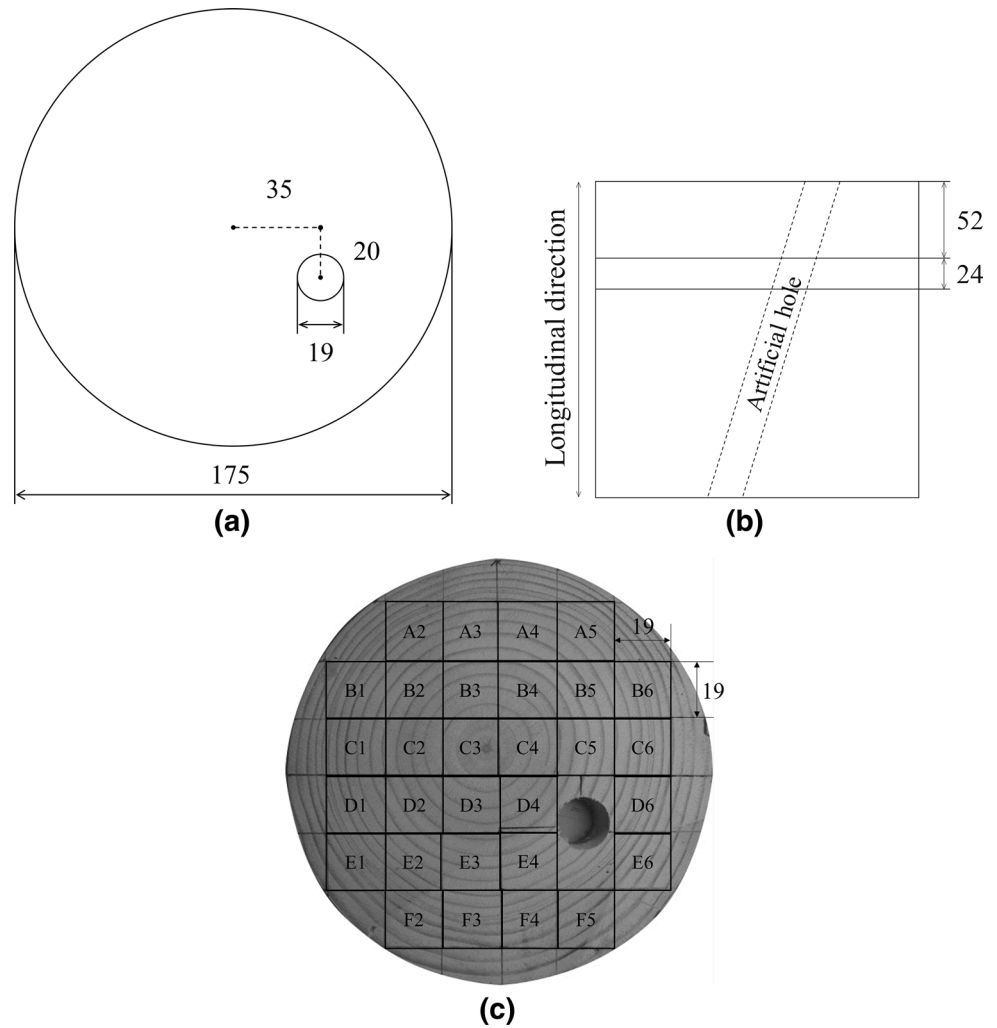 35
20
19
175
(a)
Longitudinal direction
Artificial hole
52
24
(b)
A2 A3 A4 A5 19
B1 B2 B3 B4 B5 B6 19
C1 C2 C3 C4 C5 C6
D1 D2 D3 D4 D6
E1 E2 E3 E4 E6
F2 F3 F4 F5
(c)